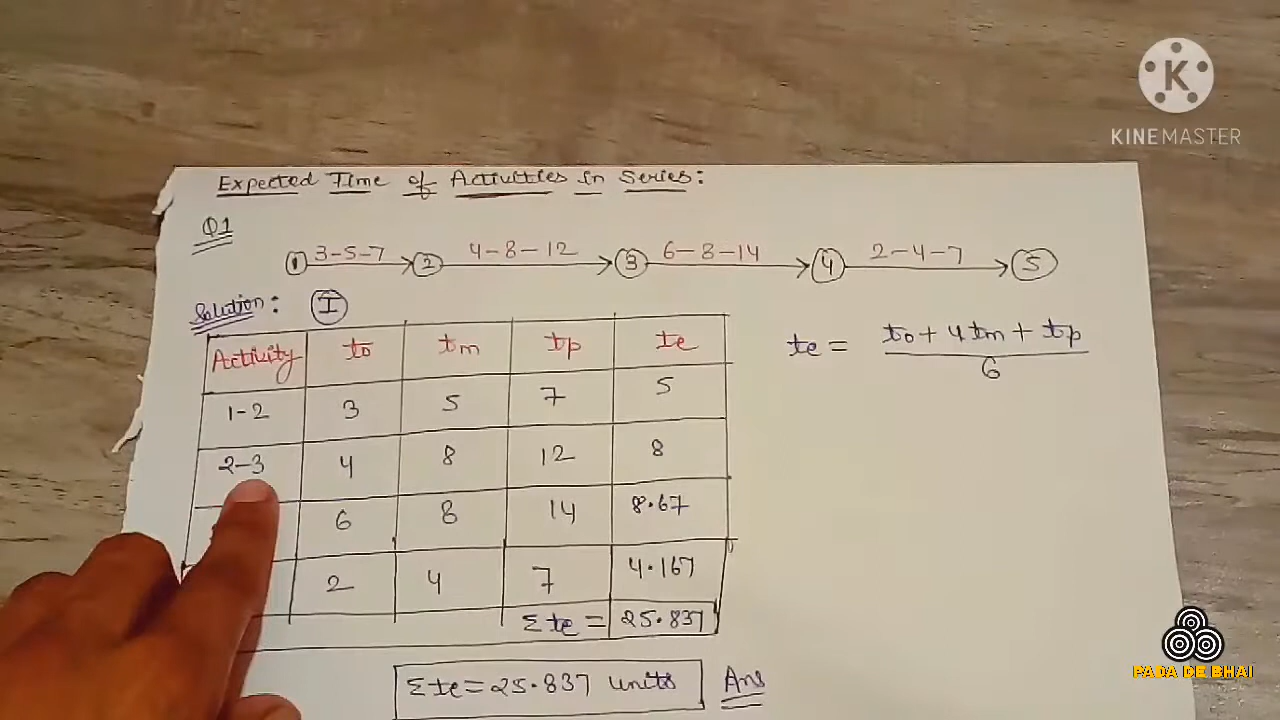 KINEMASTER
Expected Time of Activities in Series:
Q1
1 3-5-7 2 4-8-12 3 6-8-14 4 2-4-7 5
Solution: I
Activity to tm tp te
te = to + 4tm + tp
6
1-2 3 5 7 5
2-3 4 8 12 8
6 8 14 8.67
2 4 7 4.167
Σte = 25.837
Σte = 25.837 units Ans
PADA DE BHAI